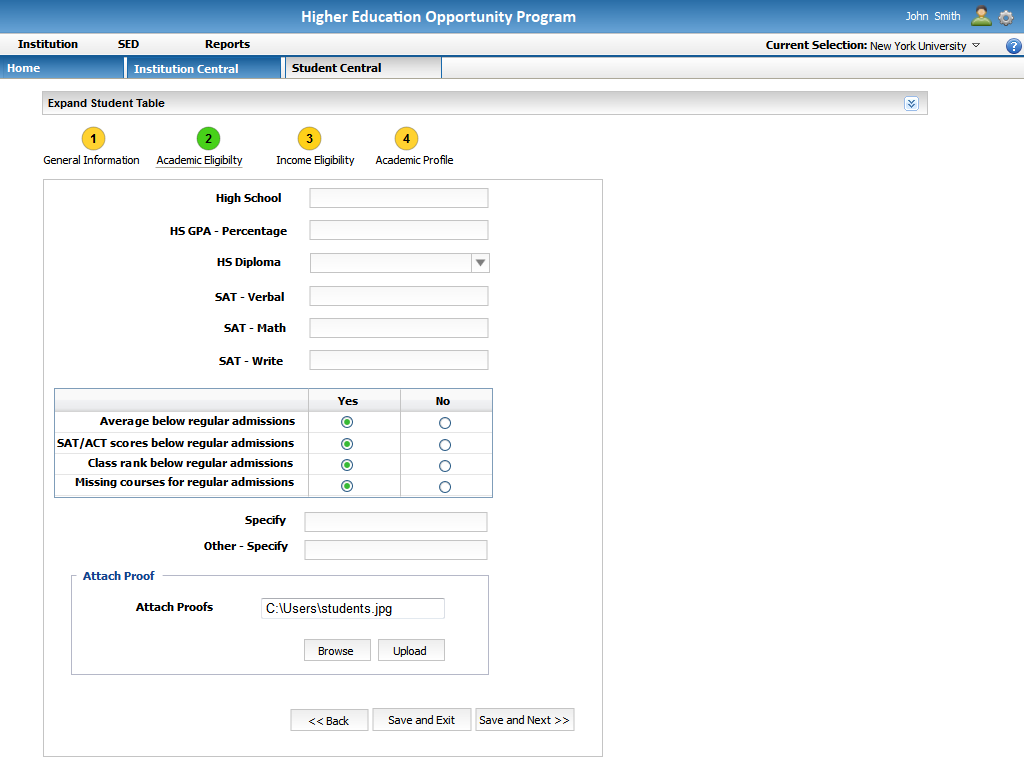 Higher Education Opportunity Program
John Smith
Institution SED Reports
Current Selection: New York University
?
Home Institution Central Student Central
Expand Student Table
1 2 3 4
General Information Academic Eligibilty Income Eligibility Academic Profile
High School
HS GPA - Percentage
HS Diploma
SAT - Verbal
SAT - Math
SAT - Write
Yes No
Average below regular admissions
SAT/ACT scores below regular admissions
Class rank below regular admissions
Missing courses for regular admissions
Specify
Other - Specify
Attach Proof
Attach Proofs C:\Users\students.jpg
Browse Upload
<< Back Save and Exit Save and Next >>